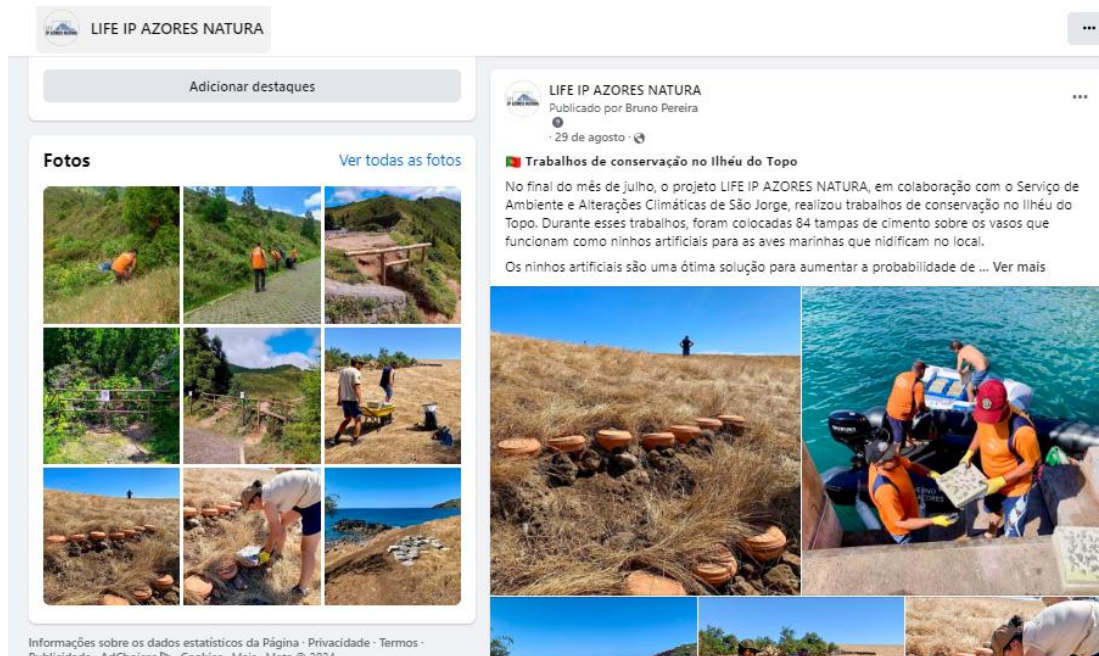 LIFE IP AZORES NATURA
Adicionar destaques
Fotos
Ver todas as fotos
Informações sobre os dados estatísticos da Página · Privacidade · Termos ·
LIFE IP AZORES NATURA
Publicado por Bruno Pereira
· 29 de agosto ·
Trabalhos de conservação no Ilhéu do Topo
No final do mês de julho, o projeto LIFE IP AZORES NATURA, em colaboração com o Serviço de
Ambiente e Alterações Climáticas de São Jorge, realizou trabalhos de conservação no Ilhéu do
Topo. Durante esses trabalhos, foram colocadas 84 tampas de cimento sobre os vasos que
funcionam como ninhos artificiais para as aves marinhas que nidificam no local.
Os ninhos artificiais são uma ótima solução para aumentar a probabilidade de ... Ver mais
SUZUKI